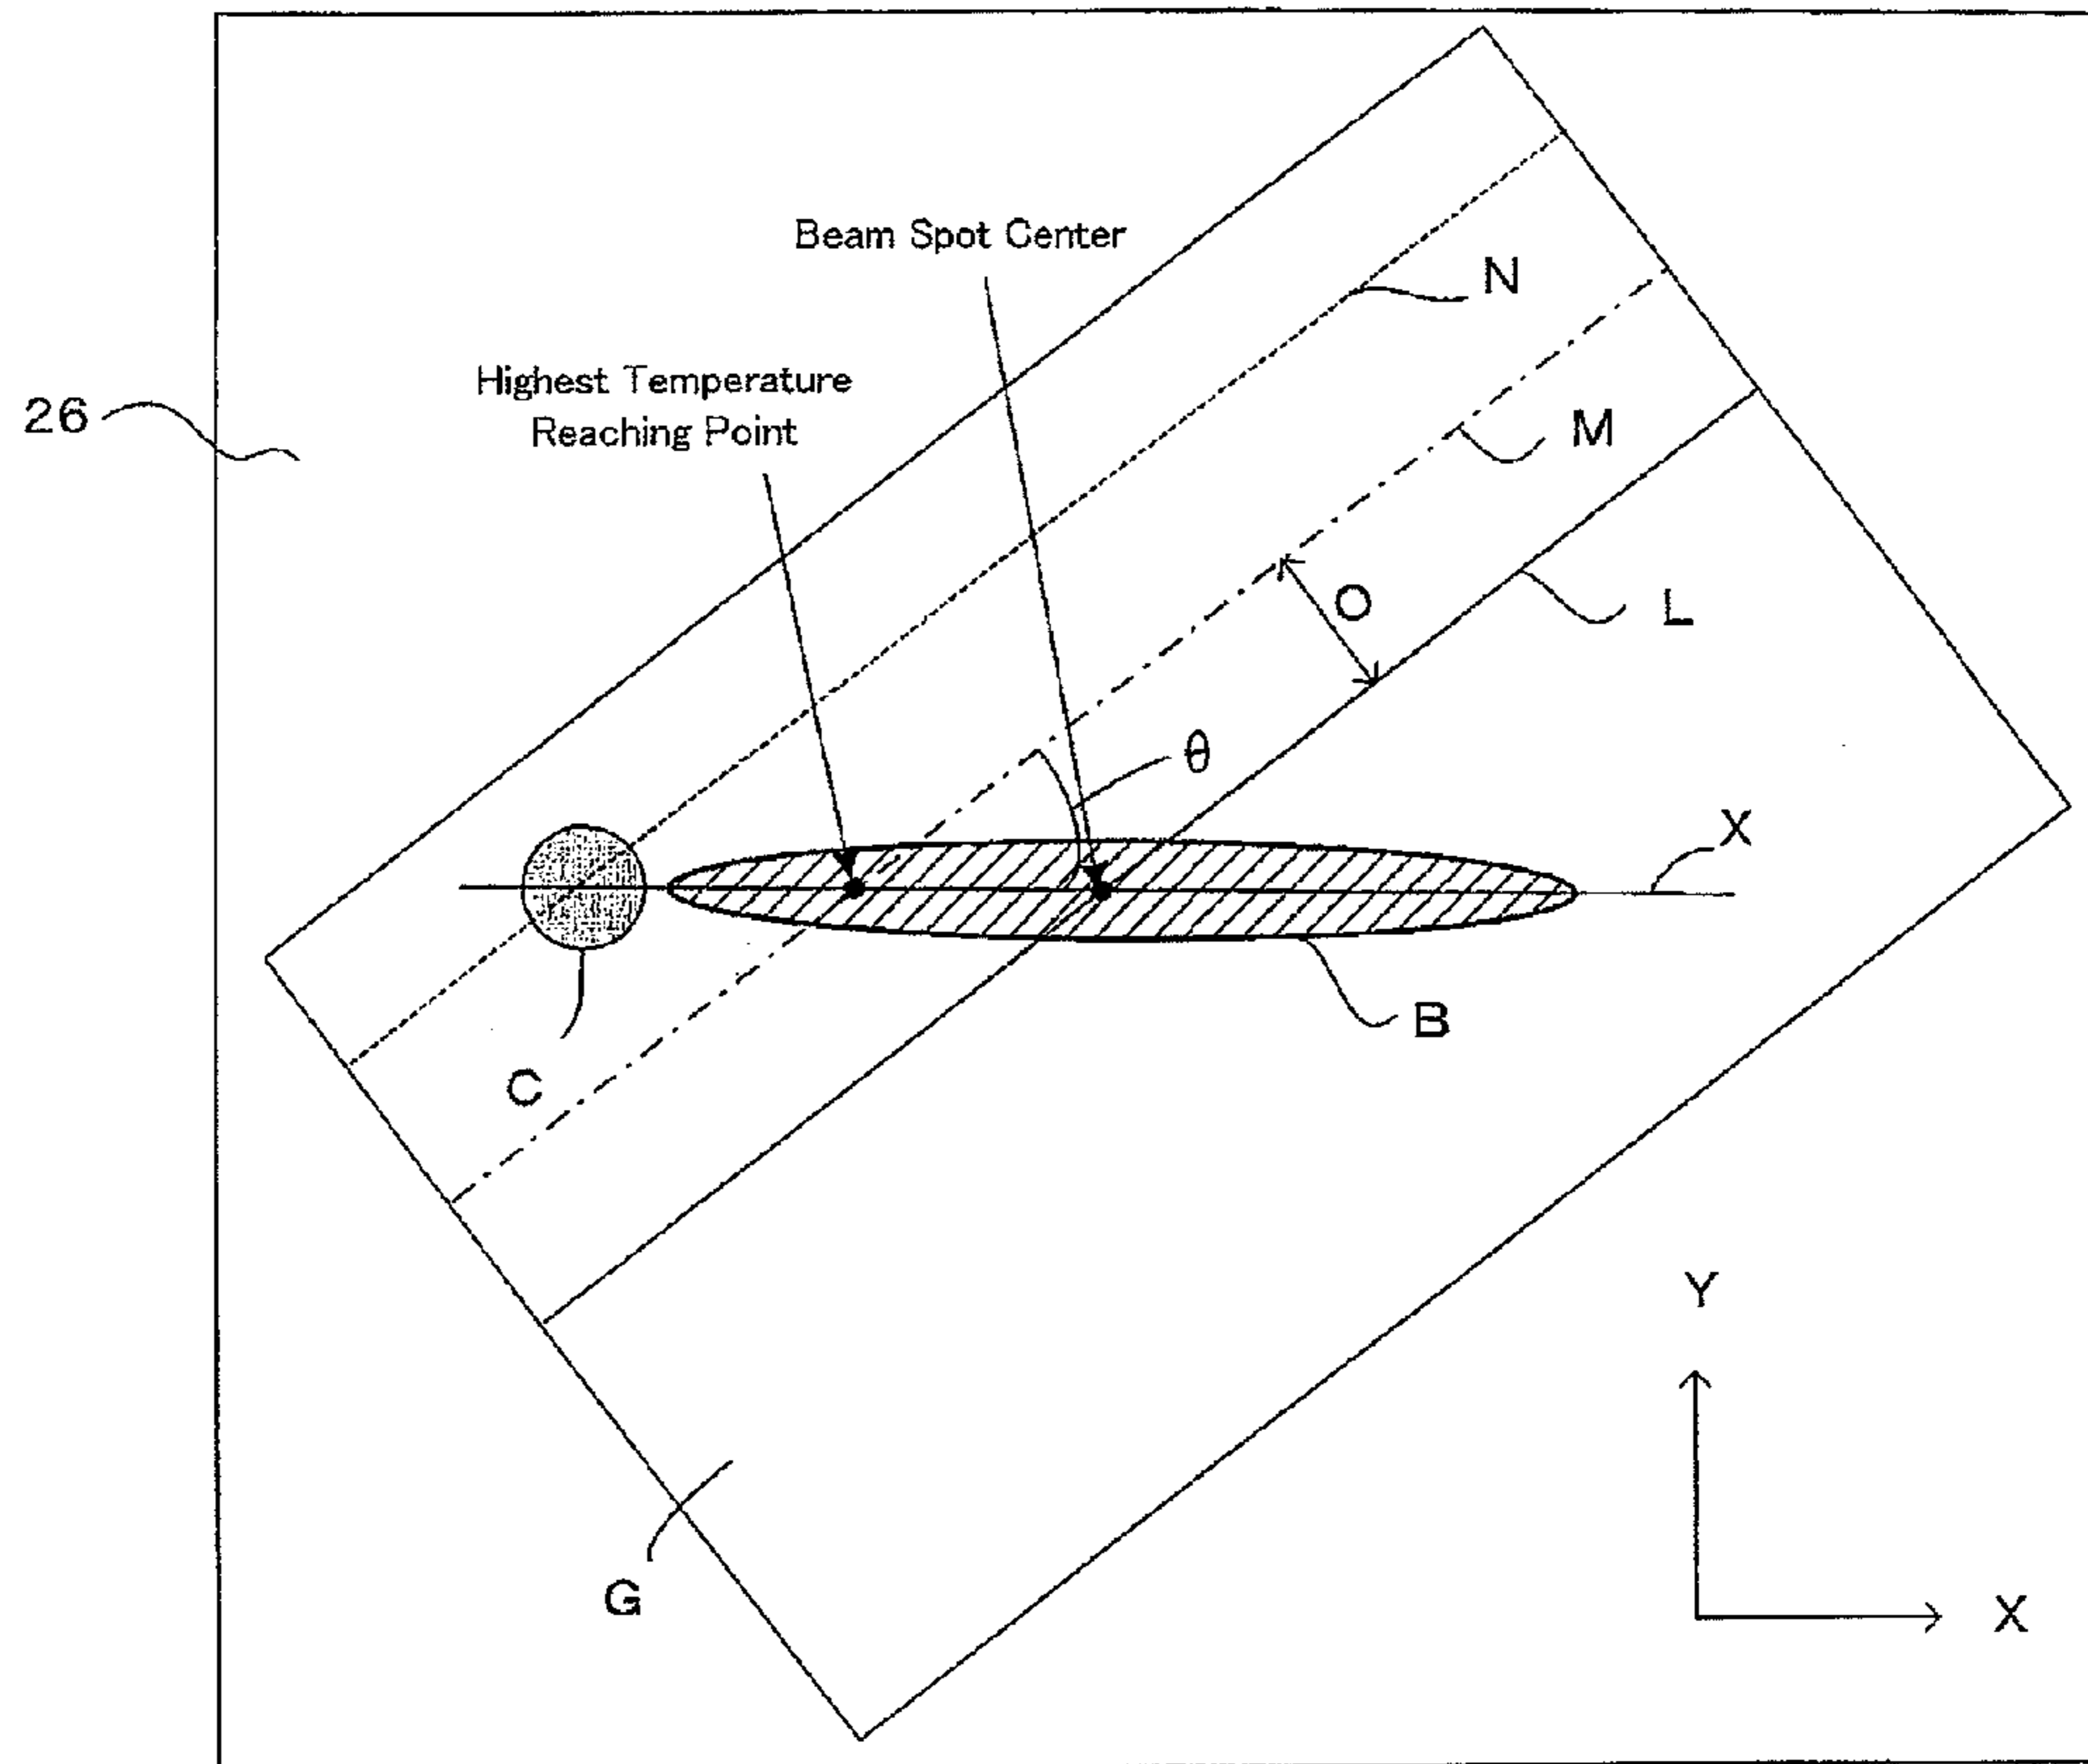 Beam Spot Center
N
Highest Temperature
Reaching Point
26
M
O
L
θ
X
B
C
Y
G
X